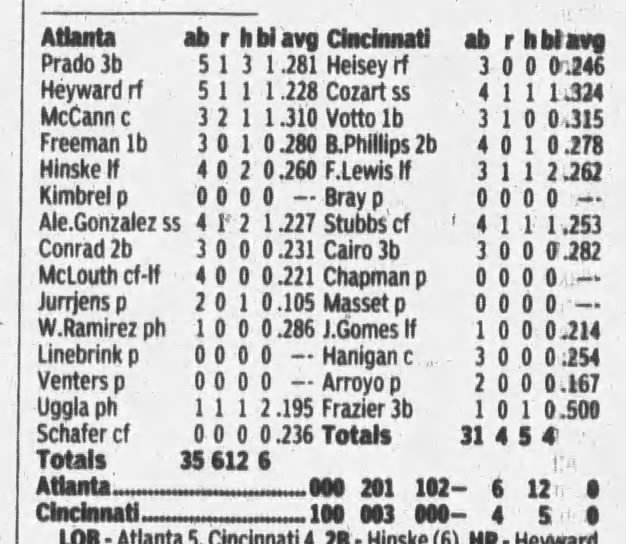 Atlanta ab r h bi avg Cincinnati ab r h bi avg
Prado 3b 5 1 3 1 .281 Heisey rf 3 0 0 0 .246
Heyward rf 5 1 1 1 .228 Cozart ss 4 1 1 1 .324
McCann c 3 2 1 1 .310 Votto 1b 3 1 0 0 .315
Freeman 1b 3 0 1 0 .280 B.Phillips 2b 4 0 1 0 .278
Hinske lf 4 0 2 0 .260 F.Lewis lf 3 1 1 2 .262
Kimbrel p 0 0 0 0 --- Bray p 0 0 0 0 ---
Ale.Gonzalez ss 4 1 2 1 .227 Stubbs cf 4 1 1 1 .253
Conrad 2b 3 0 0 0 .231 Cairo 3b 3 0 0 0 .282
McLouth cf-lf 4 0 0 0 .221 Chapman p 0 0 0 0 ---
Jurrjens p 2 0 1 0 .105 Masset p 0 0 0 0 ---
W.Ramirez ph 1 0 0 0 .286 J.Gomes lf 1 0 0 0 .214
Linebrink p 0 0 0 0 --- Hanigan c 3 0 0 0 .254
Venters p 0 0 0 0 --- Arroyo p 2 0 0 0 .167
Uggla ph 1 1 1 2 .195 Frazier 3b 1 0 1 0 .500
Schafer cf 0 0 0 0 .236 Totals 31 4 5 4
Totals 35 6 12 6
Atlanta 000 201 102– 6 12 0
Cincinnati 100 003 000– 4 5 0
LOB - Atlanta 5, Cincinnati 4. 2B - Hinske (6). HR - Heyward